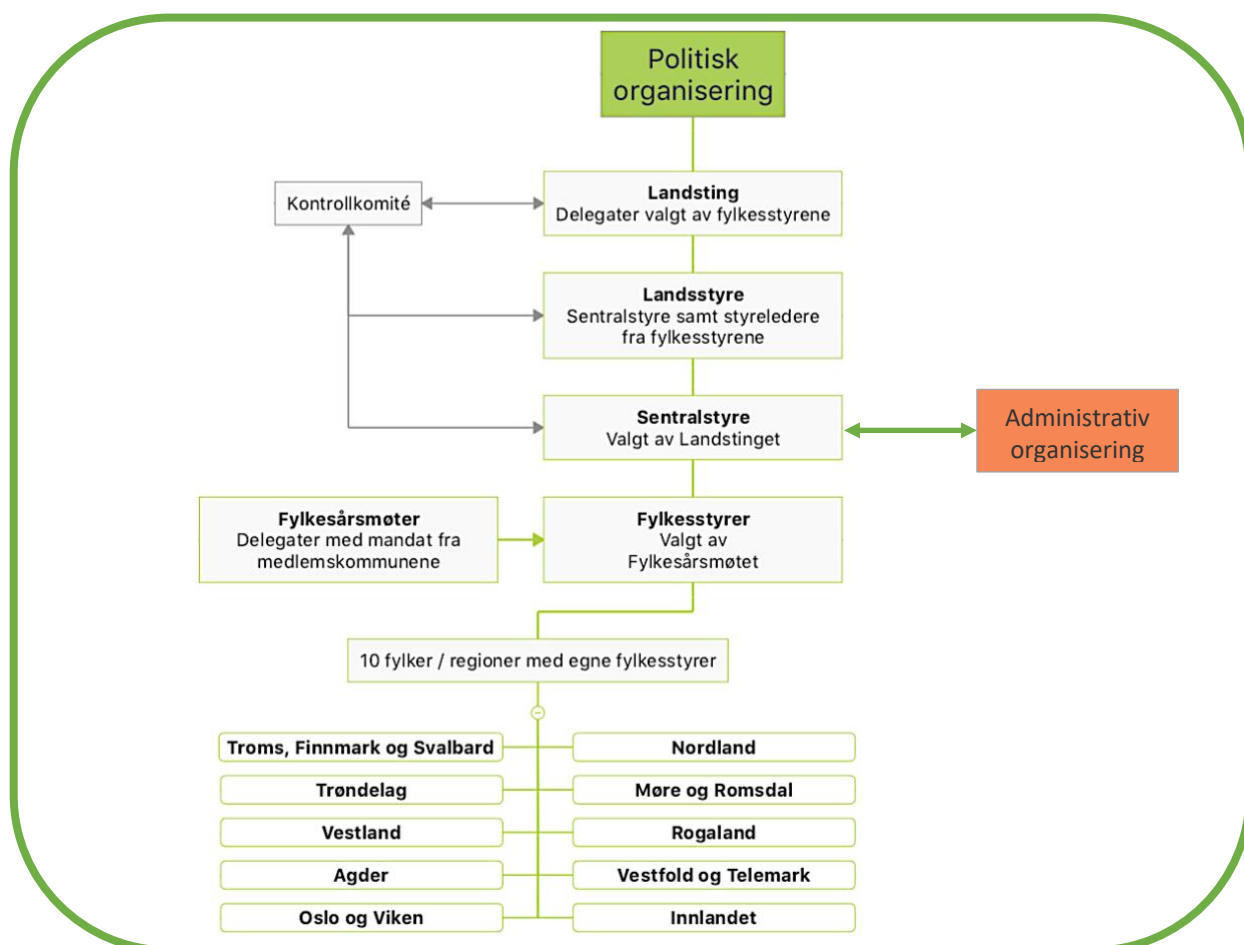 Politisk
organisering
Kontrollkomité
Landsting
Delegater valgt av fylkesstyrene
Landsstyre
Sentralstyre samt styreledere
fra fylkesstyrene
Sentralstyre
Valgt av Landstinget
Administrativ
organisering
Fylkesårsmøter
Delegater med mandat fra
medlemskommunene
Fylkesstyrer
Valgt av
Fylkesårsmøtet
10 fylker / regioner med egne fylkesstyrer
Troms, Finnmark og Svalbard
Nordland
Trøndelag
Møre og Romsdal
Vestland
Rogaland
Agder
Vestfold og Telemark
Oslo og Viken
Innlandet